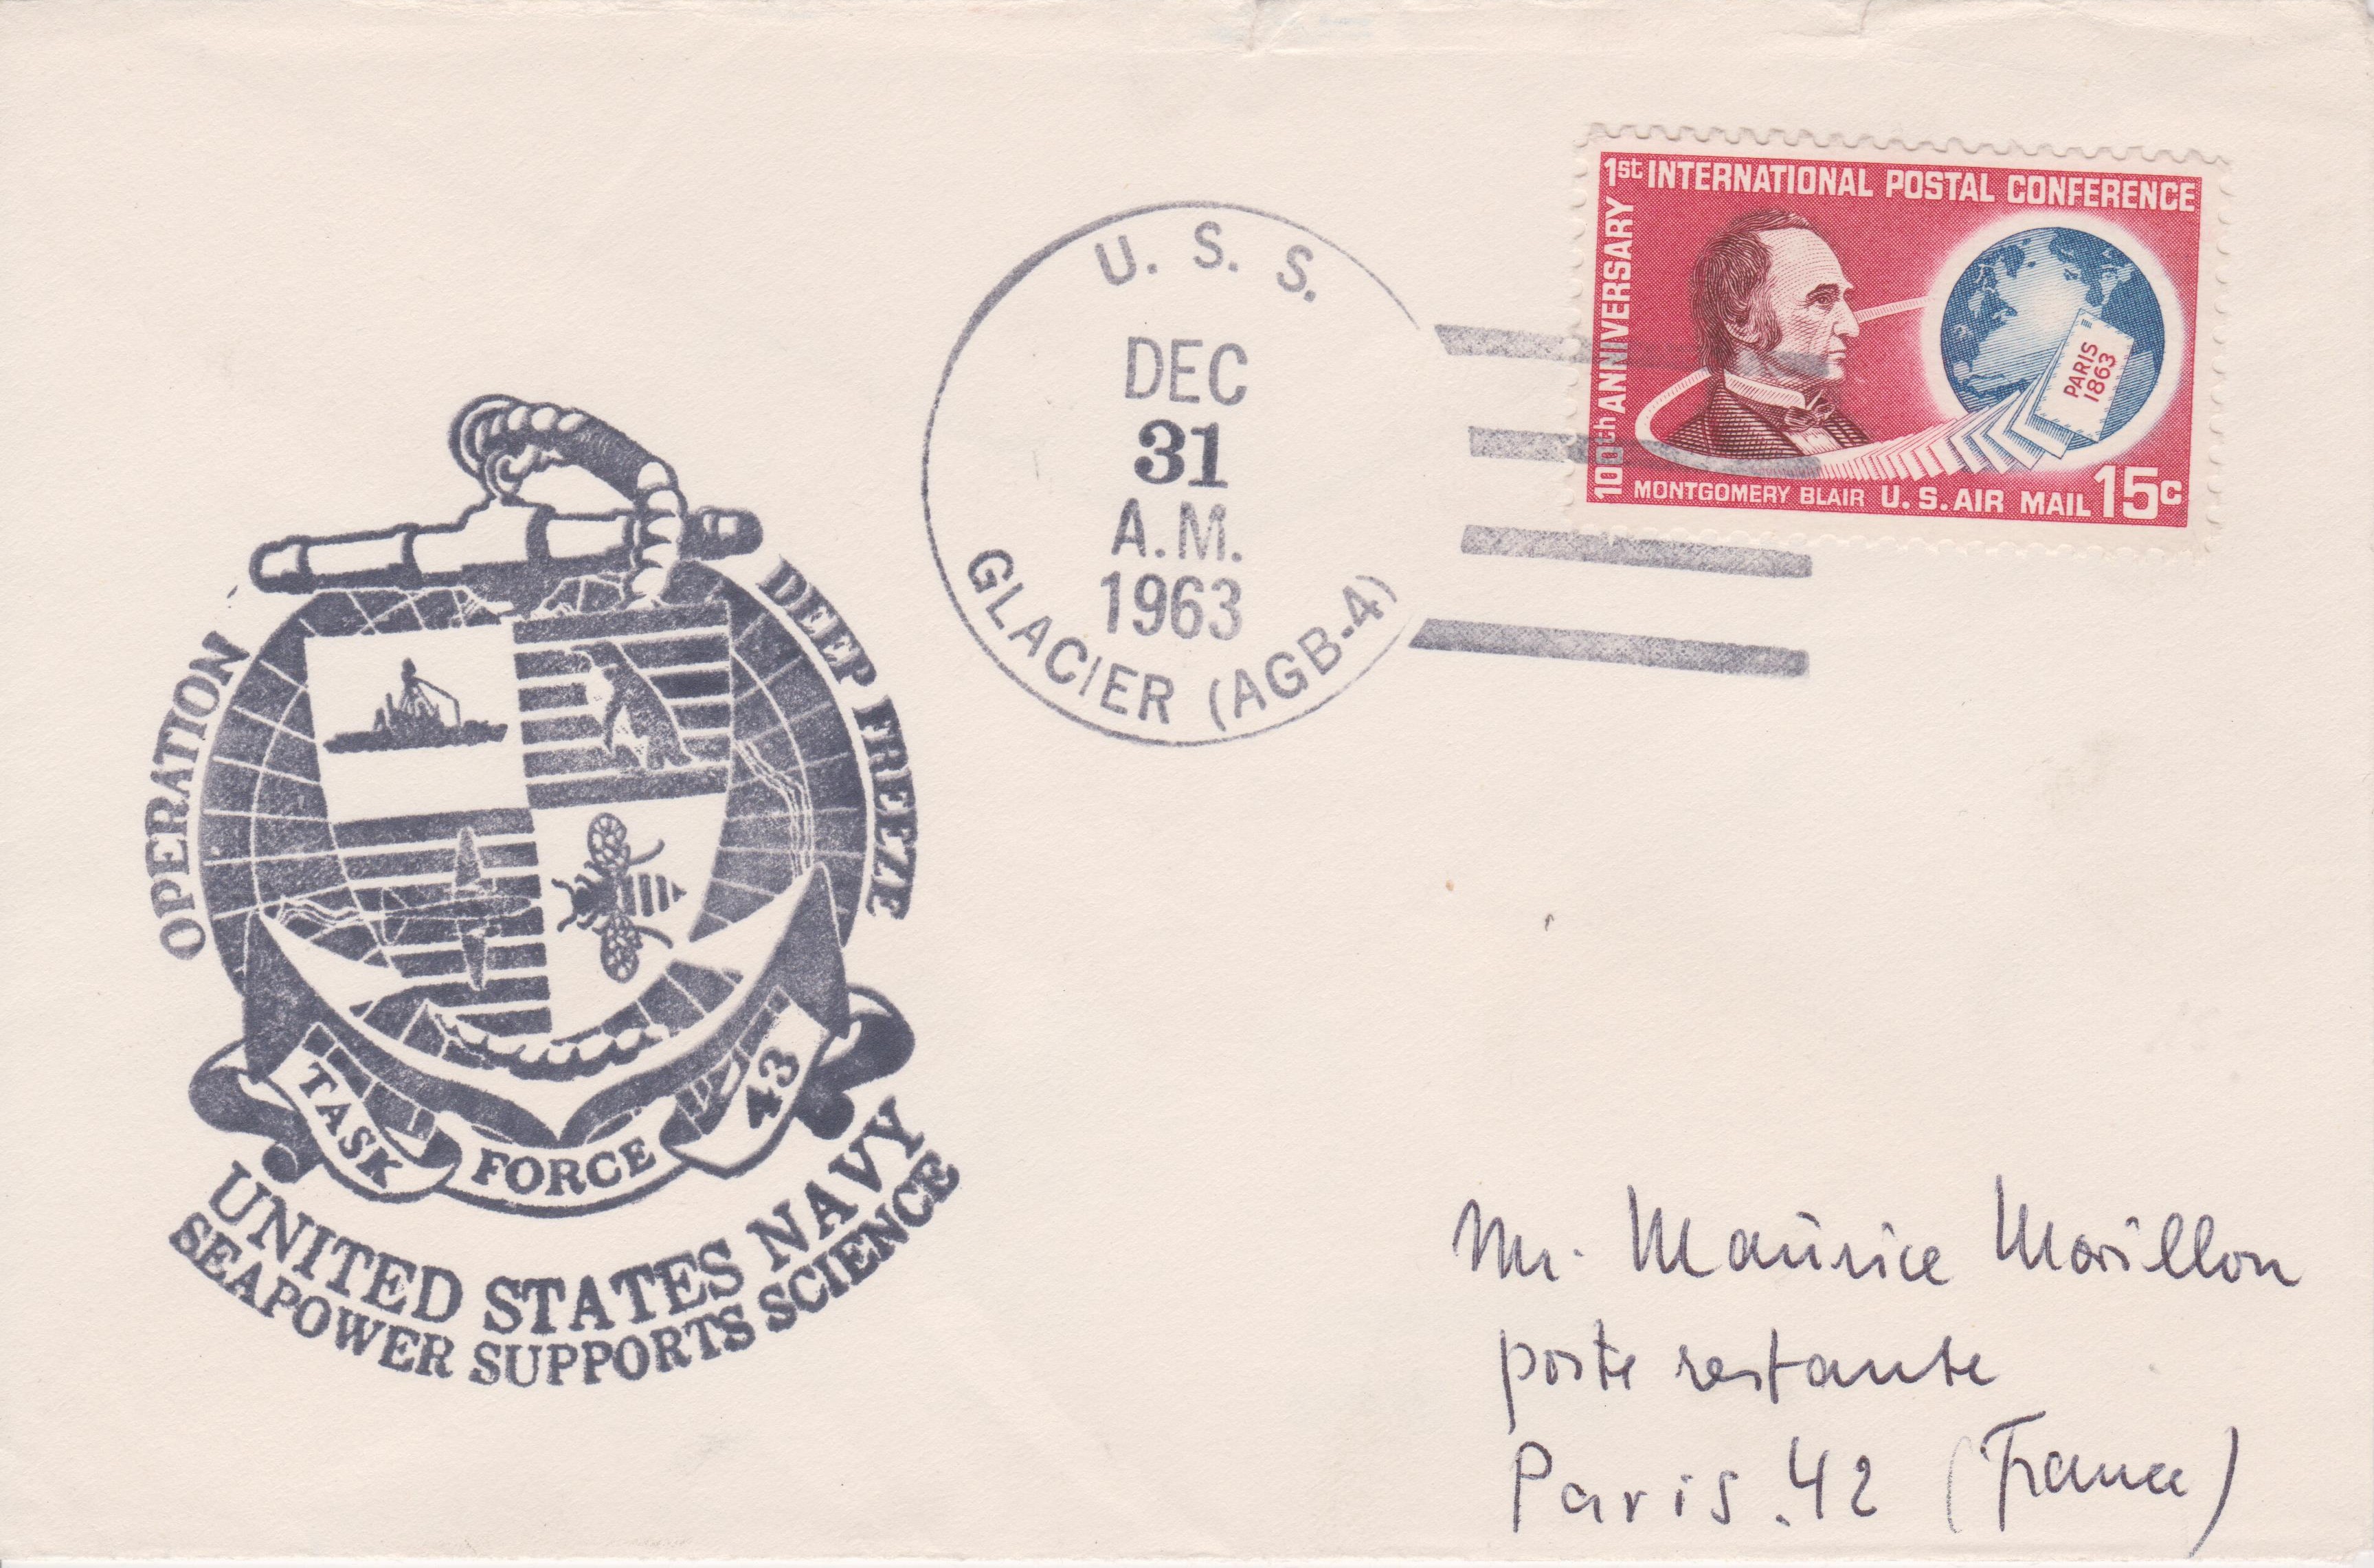 U. S. S.
DEC
31
A.M.
1963
GLACIER (AGB-4)
1st INTERNATIONAL POSTAL CONFERENCE
100th ANNIVERSARY
PARIS
1863
MONTGOMERY BLAIR U.S. AIR MAIL 15c
OPERATION DEEP FREEZE
TASK FORCE 43
UNITED STATES NAVY
SEAPOWER SUPPORTS SCIENCE
Mr. Maurice Morillon
poste restante
Paris.42 (France)